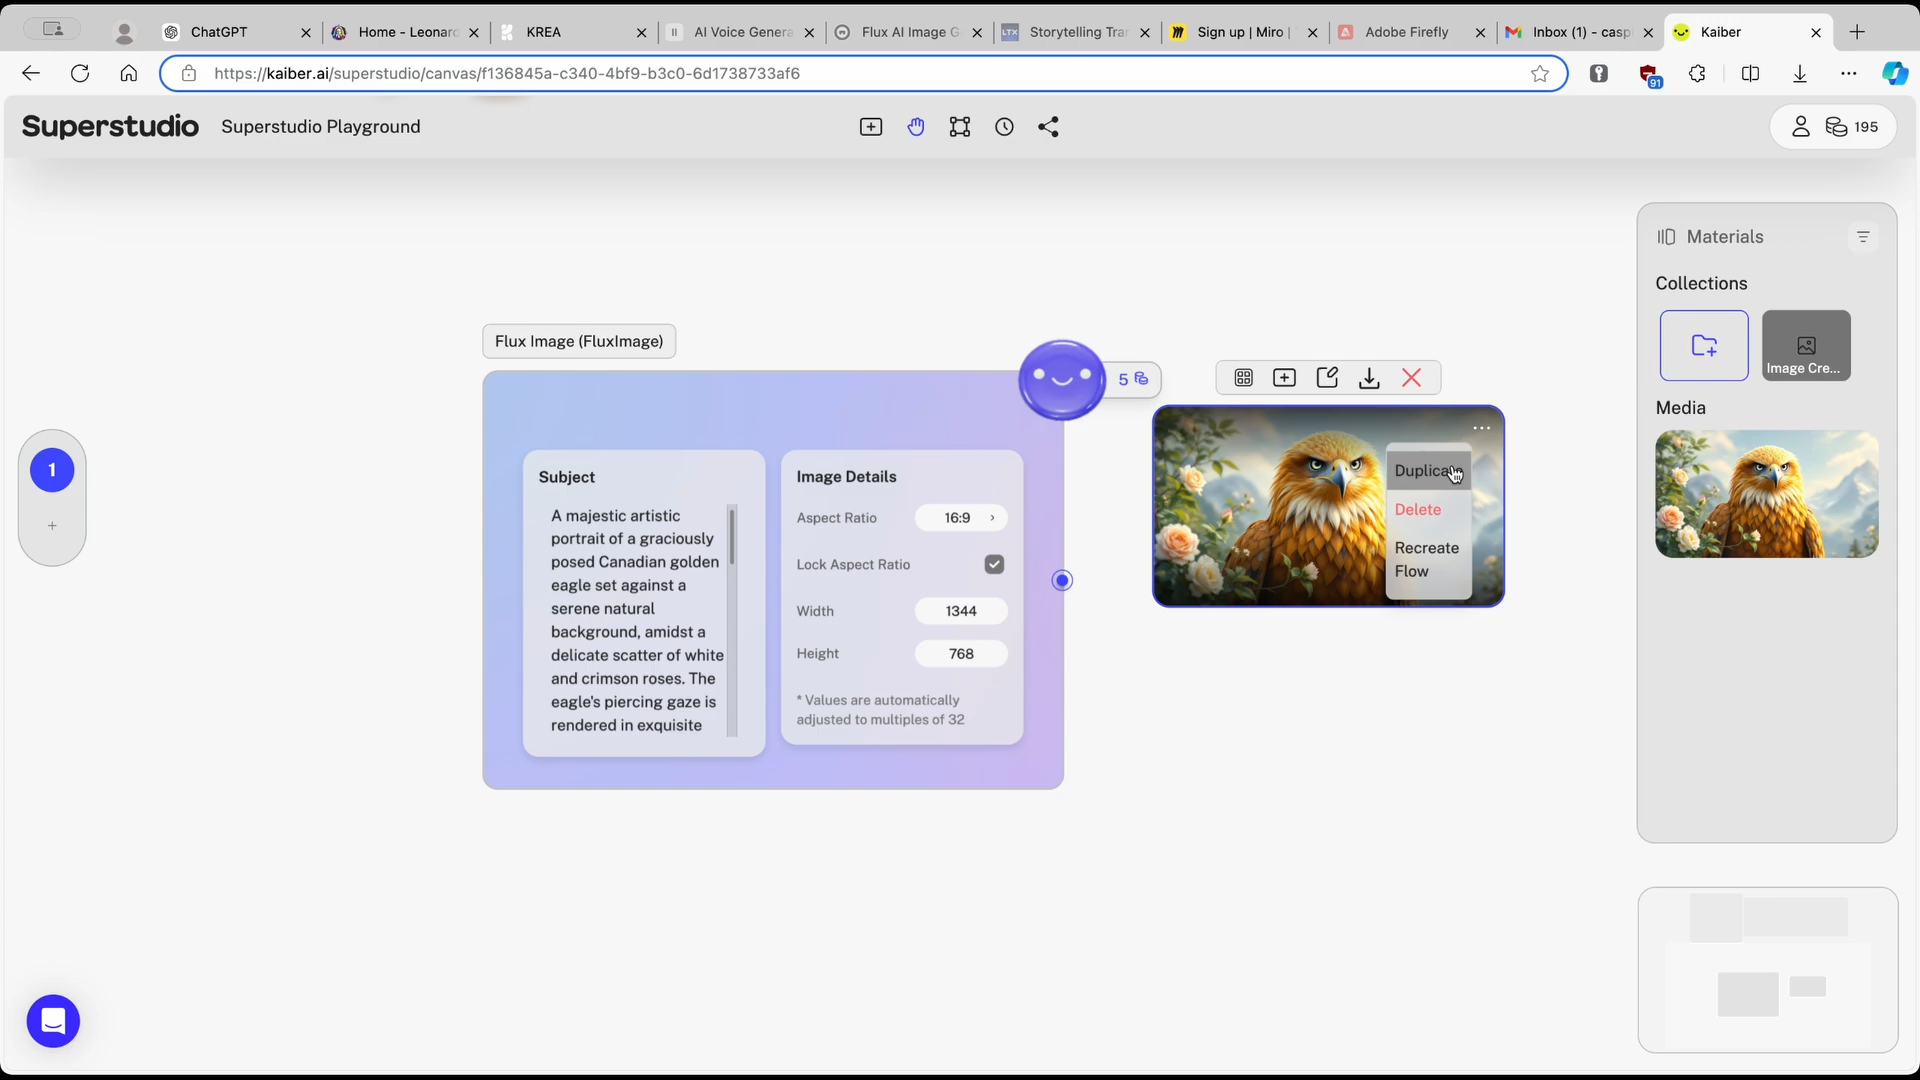 ChatGPT
Home - Leonard
KREA
AI Voice Genera
Flux AI Image G
Storytelling Tran
Sign up | Miro |
Adobe Firefly
Inbox (1) - casp
Kaiber
https://kaiber.ai/superstudio/canvas/f136845a-c340-4bf9-b3c0-6d1738733af6
91
Superstudio
Superstudio Playground
195
Materials
Collections
Image Cre...
Media
Flux Image (FluxImage)
5
1
Subject
A majestic artistic
portrait of a graciously
posed Canadian golden
eagle set against a
serene natural
background, amidst a
delicate scatter of white
and crimson roses. The
eagle's piercing gaze is
rendered in exquisite
Image Details
Aspect Ratio 16:9
Lock Aspect Ratio
Width 1344
Height 768
* Values are automatically
adjusted to multiples of 32
Duplicate
Delete
Recreate
Flow